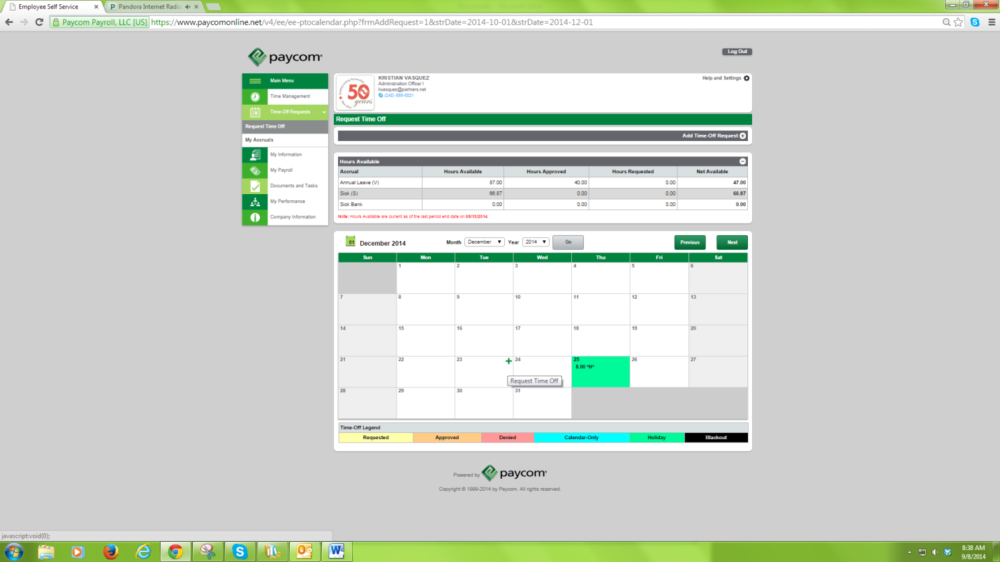 Employee Self Service
Pandora Internet Radio
Paycom Payroll, LLC [US] https://www.paycomonline.net/v4/ee/ee-ptocalendar.php?frmAddRequest=1&strDate=2014-10-01&strDate=2014-12-01
paycom
Log Out
Main Menu
Time Management
Time-Off Requests
Request Time Off
My Accruals
My Information
My Payroll
Documents and Tasks
My Performance
Company Information
50 years
KRISTIAN VASQUEZ
Administration Officer I
kvasquez@partners.net
Help and Settings
Request Time Off
Add Time-Off Request
Hours Available
Accrual Hours Available Hours Approved Hours Requested Net Available
Annual Leave (V) 87.00 40.00 0.00 47.00
Sick (S) 66.87 0.00 0.00 66.87
Sick Bank 0.00 0.00 0.00 0.00
Note: Hours Available are current as of the last period end date on 08/15/2014.
01 December 2014 Month December Year 2014 Go Previous Next
Sun Mon Tue Wed Thu Fri Sat
1 2 3 4 5 6
7 8 9 10 11 12 13
14 15 16 17 18 19 20
21 22 23 24 25 26 27
8.00 *H*
Request Time Off
28 29 30 31
Time-Off Legend
Requested Approved Denied Calendar-Only Holiday Blackout
Powered by paycom
Copyright © 1999-2014 by Paycom. All rights reserved.
javascript:void(0);
8:38 AM
9/8/2014